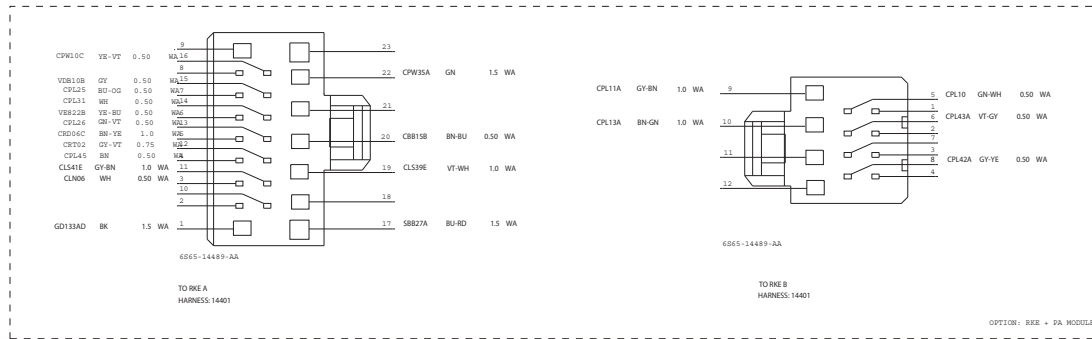 9
CPW10C YE-VT 0.50 WA 16
8
VDB10B GY 0.50 WA 15
CPL25 BU-OG 0.50 WA 7
CPL31 WH 0.50 WA 14
VE822B YE-BU 0.50 WA 6
CPL26 GN-VT 0.50 WA 13
CRD06C BN-YE 1.0 WA 5
CRT02 GY-VT 0.75 WA 12
CPL45 BN 0.50 WA 4
CLS41E GY-BN 1.0 WA 11
CLN06 WH 0.50 WA 3
10
2
GD133AD BK 1.5 WA 1
23
22 CPW35A GN 1.5 WA
21
20 CBB15B BN-BU 0.50 WA
19 CLS39E VT-WH 1.0 WA
18
17 SBB27A BU-RD 1.5 WA
6S65-14489-AA
TO RKE A
HARNESS: 14401
CPL11A GY-BN 1.0 WA 9
CPL13A BN-GN 1.0 WA 10
11
12
5 CPL10 GN-WH 0.50 WA
1
6 CPL43A VT-GY 0.50 WA
2
7
3
8 CPL42A GY-YE 0.50 WA
4
6S65-14489-AA
TO RKE B
HARNESS: 14401
OPTION: RKE + PA MODULE